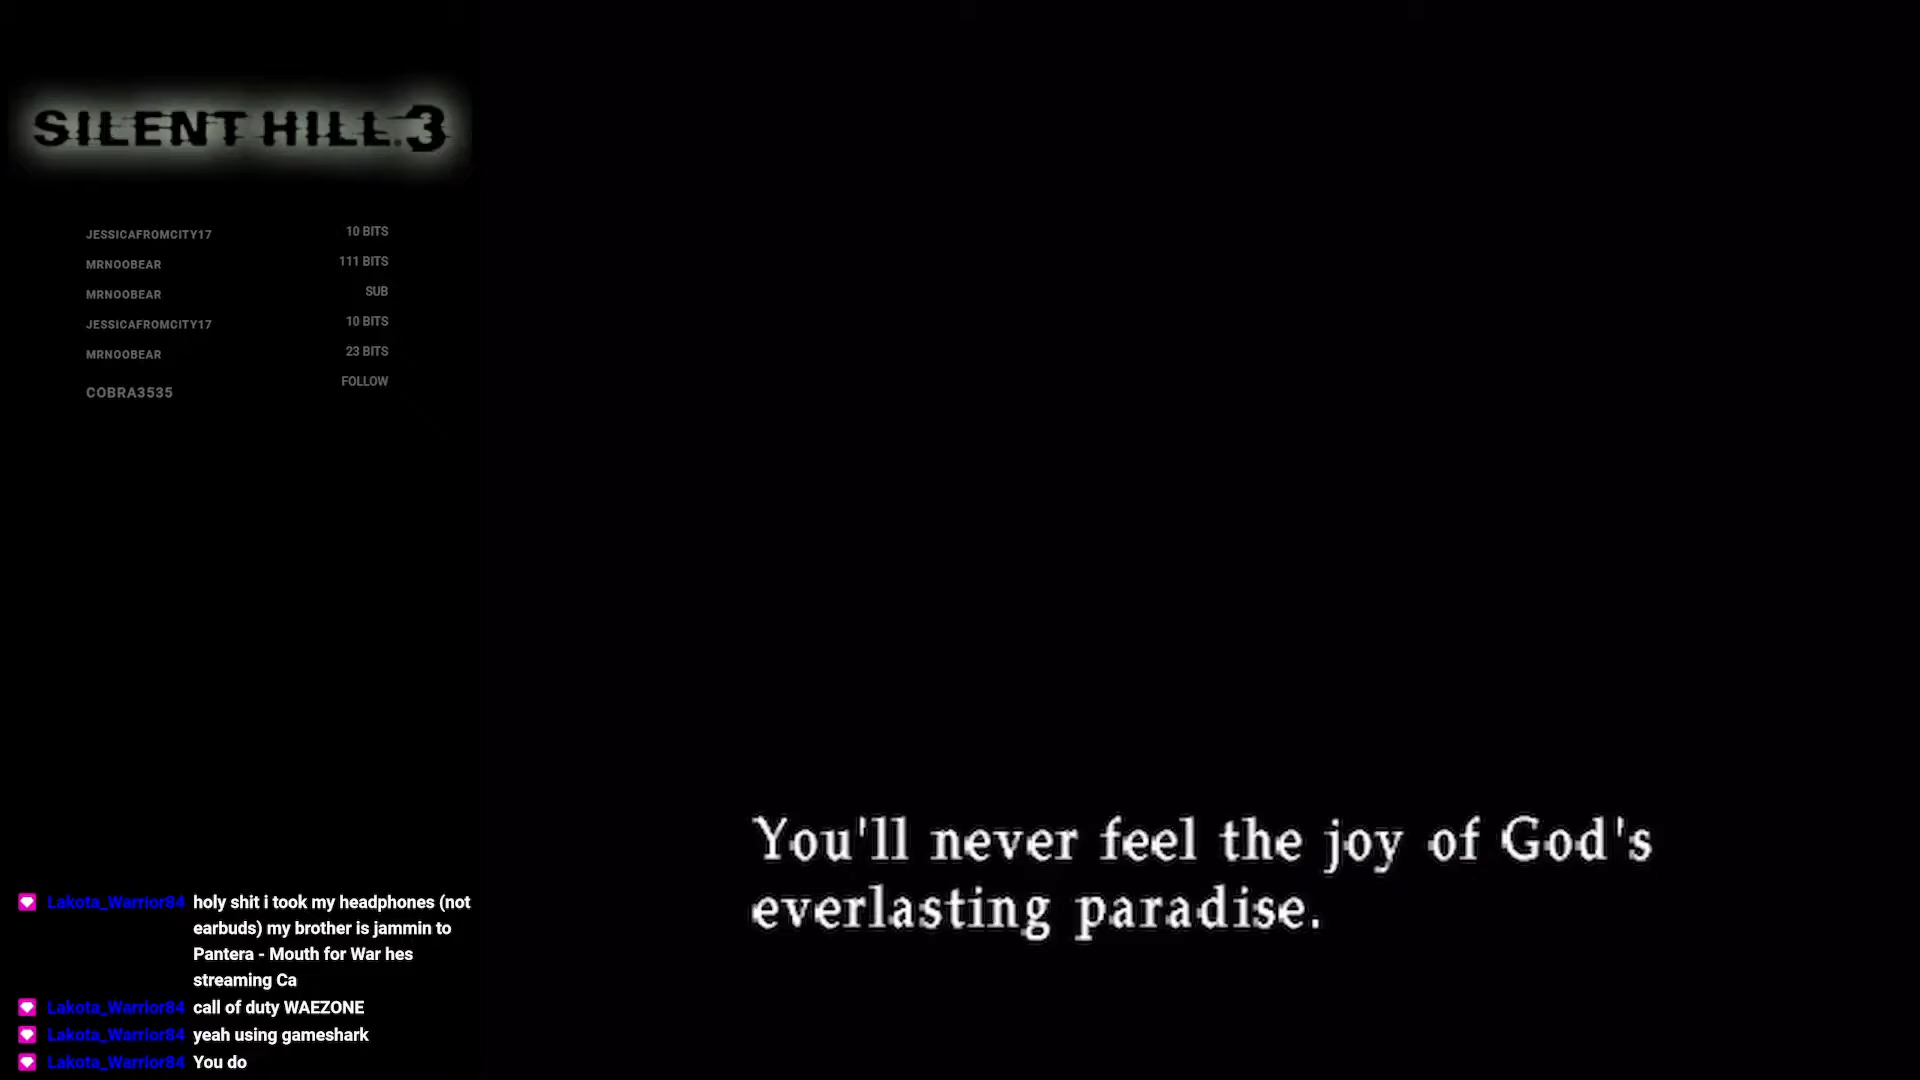 SILENT HILL.3
JESSICAFROMCITY17 10 BITS
MRNOOBEAR 111 BITS
MRNOOBEAR SUB
JESSICAFROMCITY17 10 BITS
MRNOOBEAR 23 BITS
COBRA3535 FOLLOW
You'll never feel the joy of God's
everlasting paradise.
Lakota_Warrior84 holy shit i took my headphones (not
earbuds) my brother is jammin to
Pantera - Mouth for War hes
streaming Ca
Lakota_Warrior84 call of duty WAEZONE
Lakota_Warrior84 yeah using gameshark
Lakota_Warrior84 You do